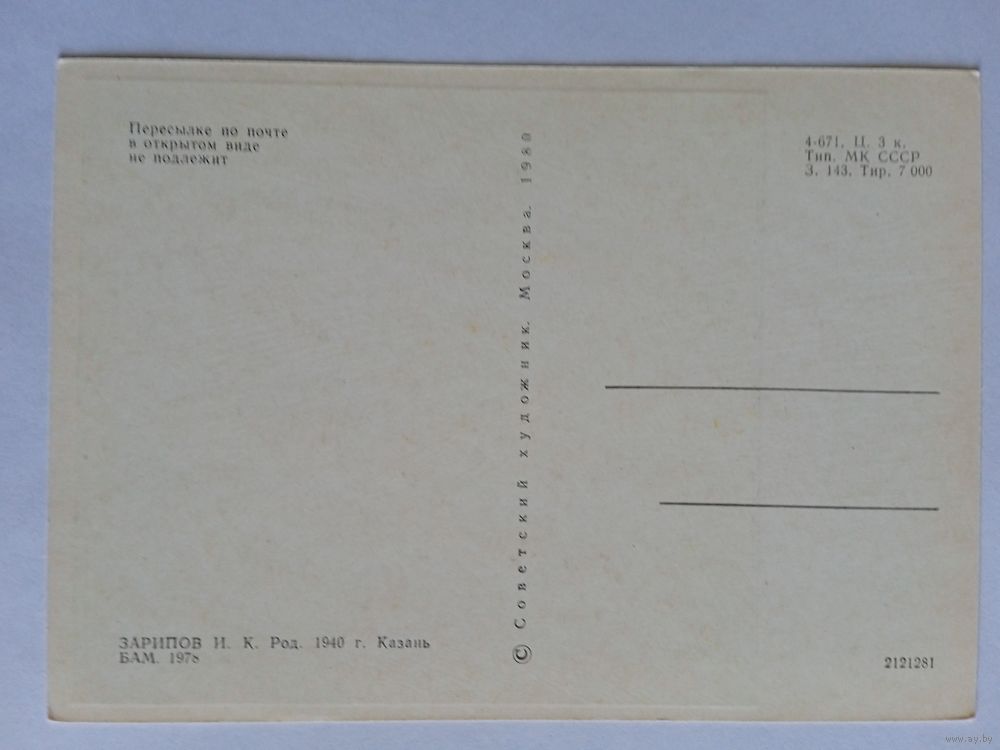 Пересылке по почте
в открытом виде
не подлежит
4-671. Ц. 3 к.
Тип. МК СССР
З. 143. Тир. 7 000
© Советский художник. Москва. 1980
ЗАРИПОВ И. К. Род. 1940 г. Казань
БАМ. 1978
2121281
www.ay.by